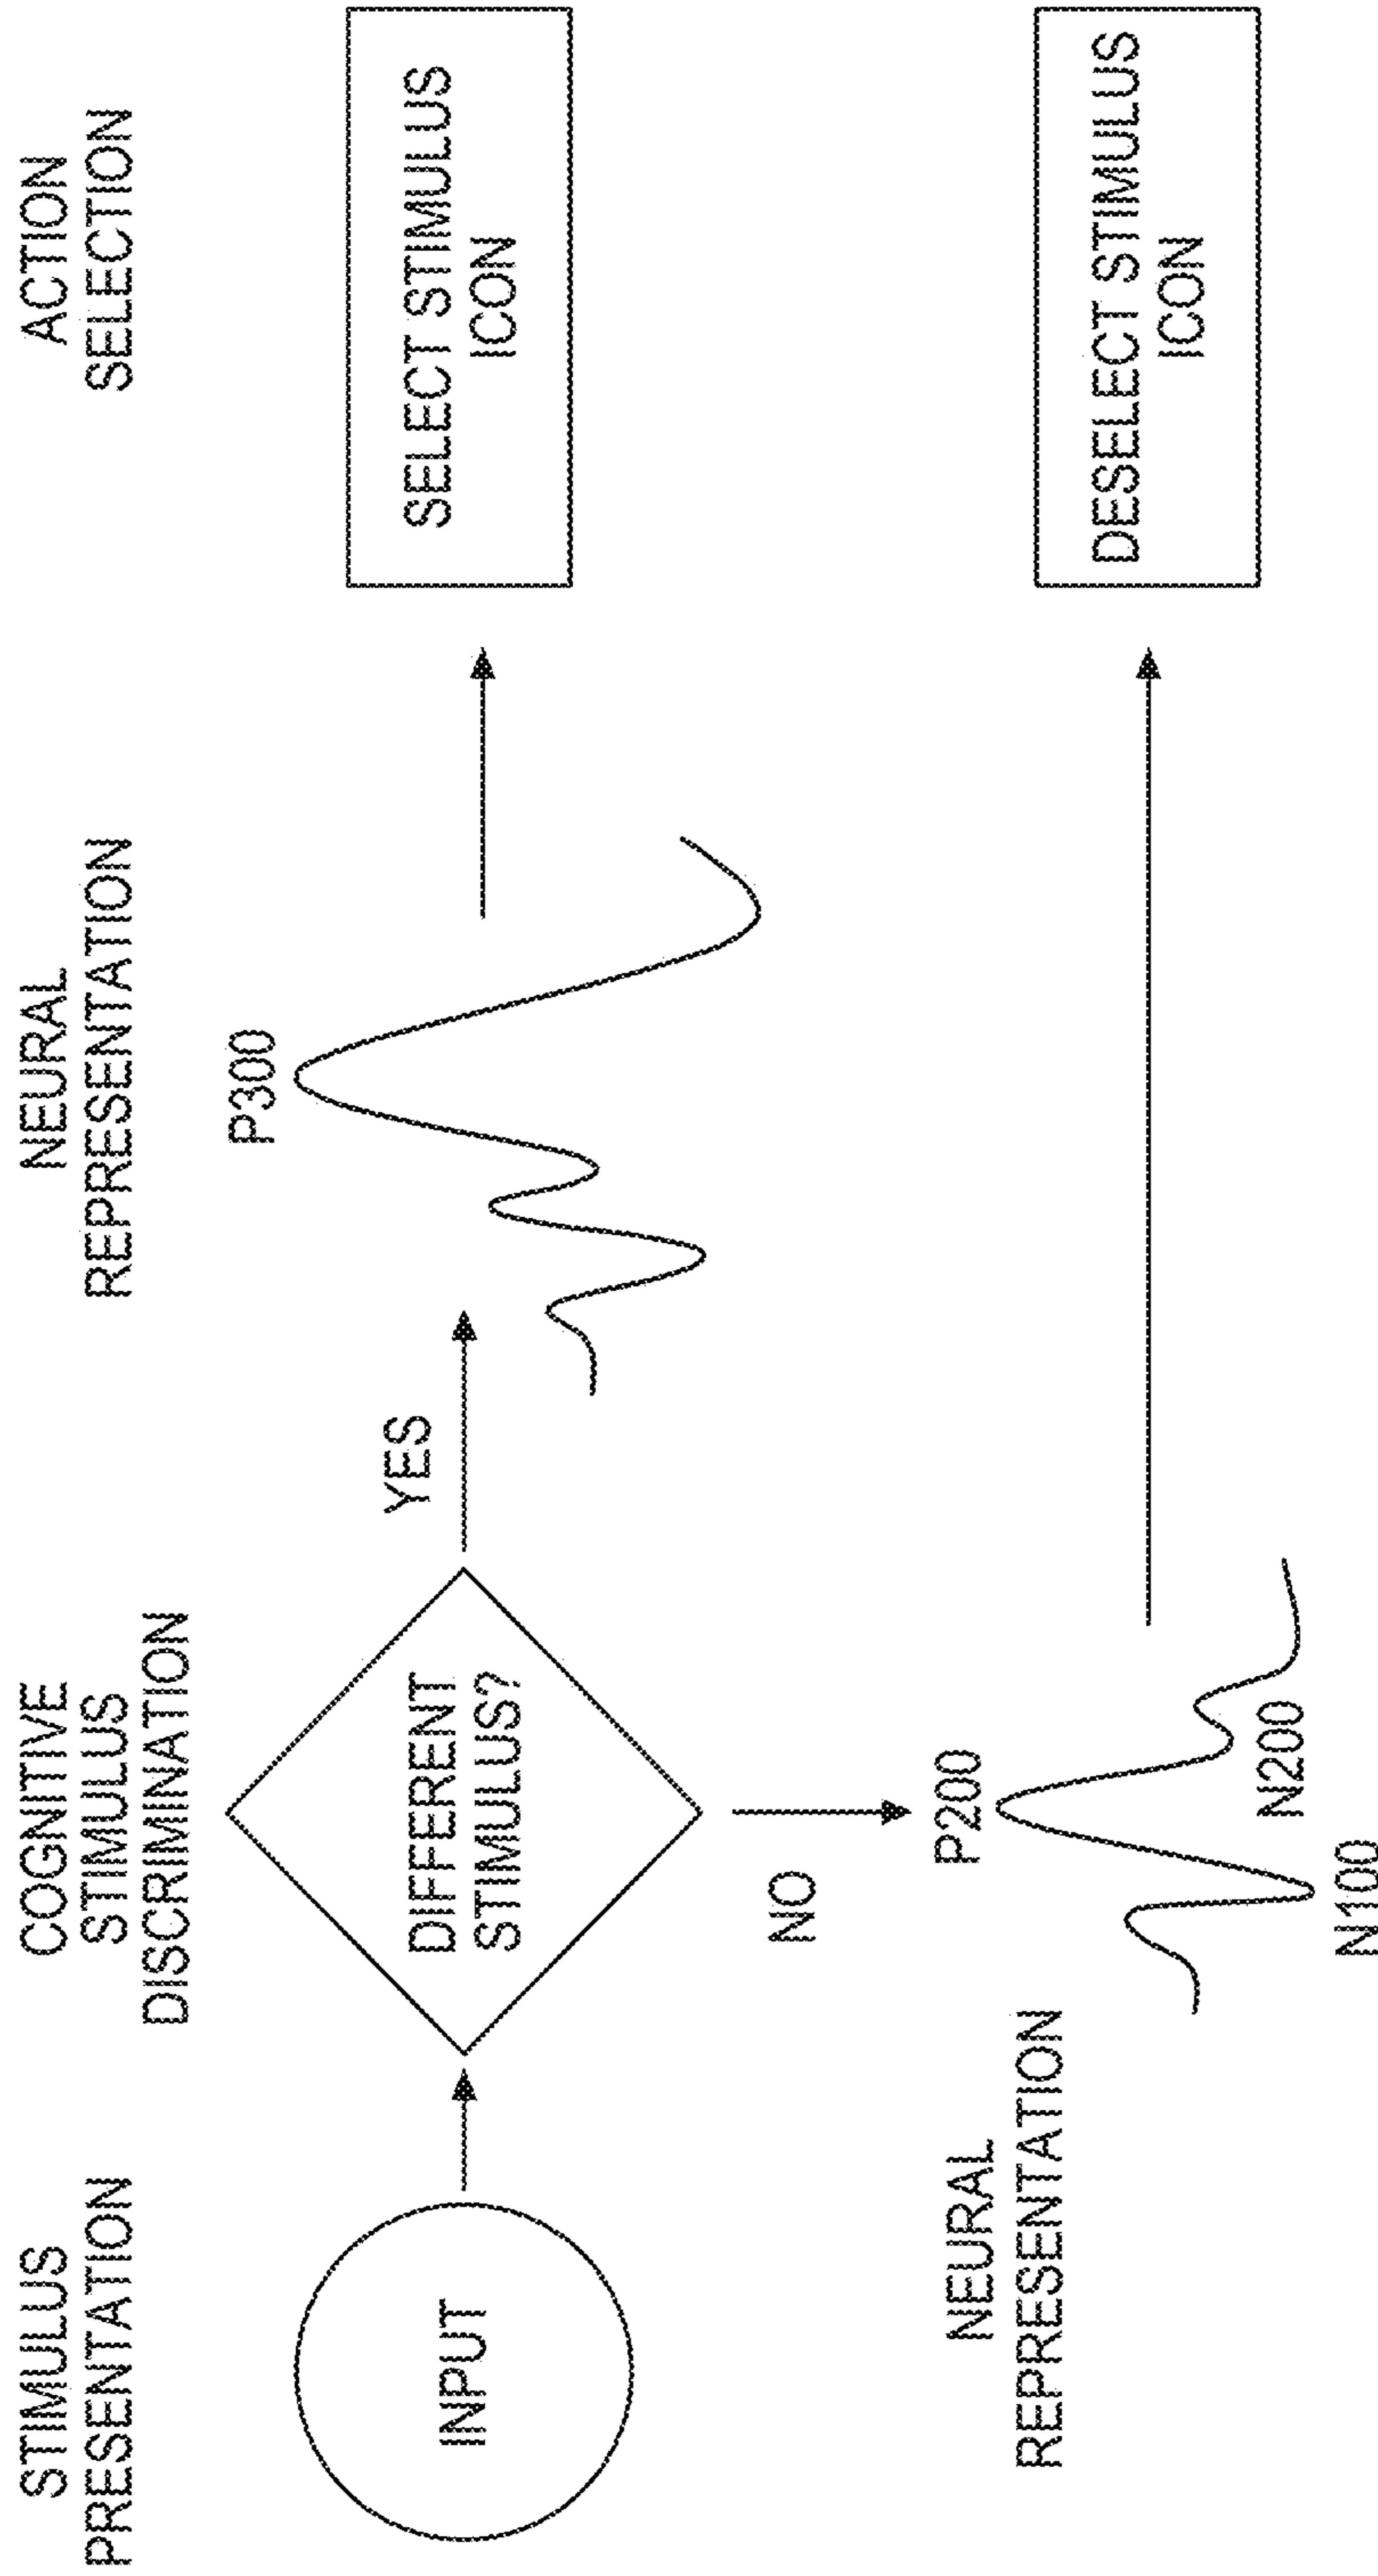 STIMULUS
PRESENTATION
COGNITIVE
STIMULUS
DISCRIMINATION
NEURAL
REPRESENTATION
ACTION
SELECTION
INPUT
DIFFERENT
STIMULUS?
YES
P300
SELECT STIMULUS
ICON
NO
NEURAL
REPRESENTATION
P200
N100
N200
DESELECT STIMULUS
ICON